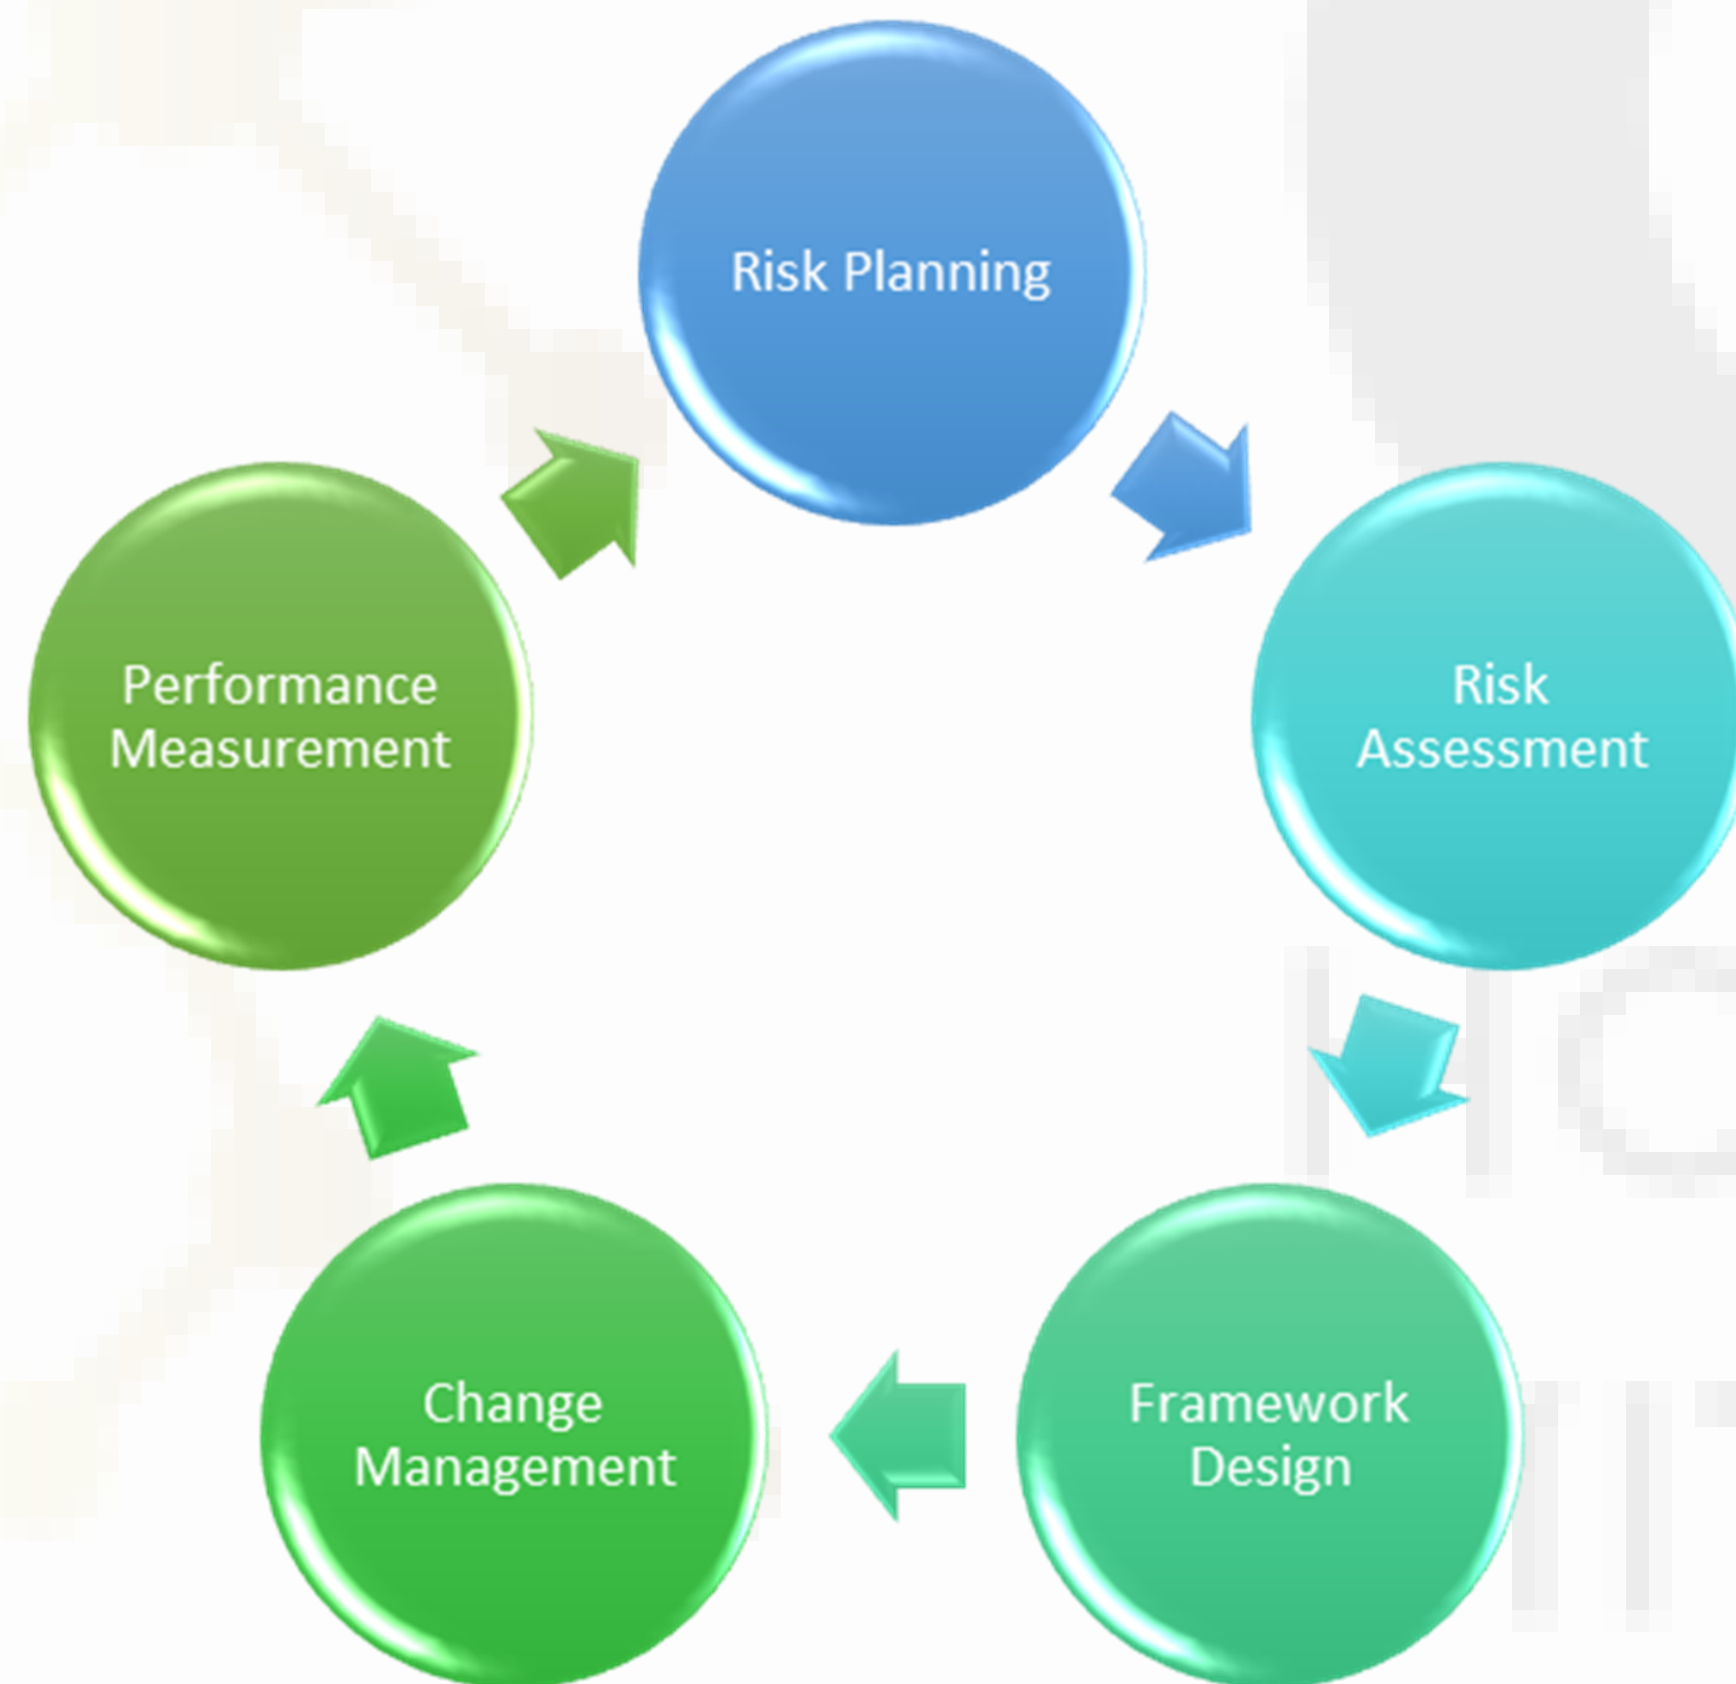 Risk Planning
Risk
Assessment
Framework
Design
Change
Management
Performance
Measurement